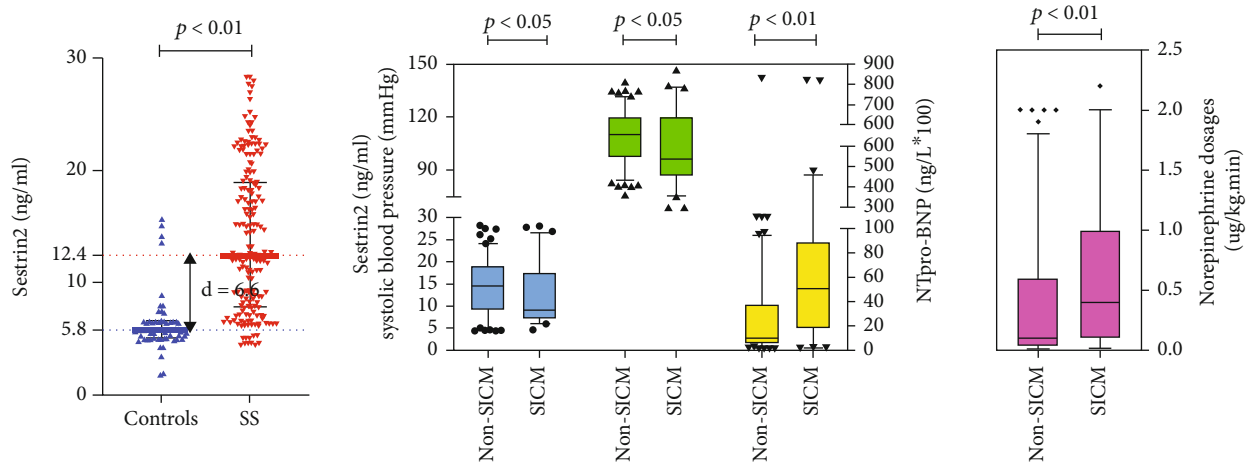 p < 0.01
30
20
12.4
10
5.8
0
Sestrin2 (ng/ml)
d = 6.6
Controls
SS
p < 0.05
p < 0.05
p < 0.01
150
120
90
30
25
20
15
10
5
0
Sestrin2 (ng/ml)
systolic blood pressure (mmHg)
900
800
700
600
500
400
300
100
80
60
40
20
0
NTpro-BNP (ng/L*100)
Non-SICM
SICM
Non-SICM
SICM
Non-SICM
SICM
p < 0.01
2.5
2.0
1.5
1.0
0.5
0.0
Norepinephrine dosages
(ug/kg.min)
Non-SICM
SICM